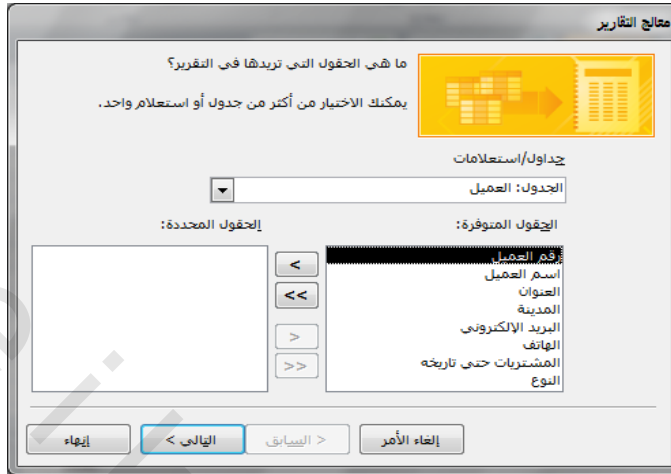 معالج التقارير
ما هي الحقول التي تريدها في التقرير؟
يمكنك الاختيار من أكثر من جدول أو استعلام واحد.
جداول/استعلامات
الجدول: العميل
الحقول المتوفرة:
الحقول المحددة:
رقم العميل
اسم العميل
العنوان
المدينة
البريد الإلكتروني
الهاتف
المشتريات حتي تاريخه
النوع
>
>>
<
<<
إلغاء الأمر
< السابق
التالي >
إنهاء